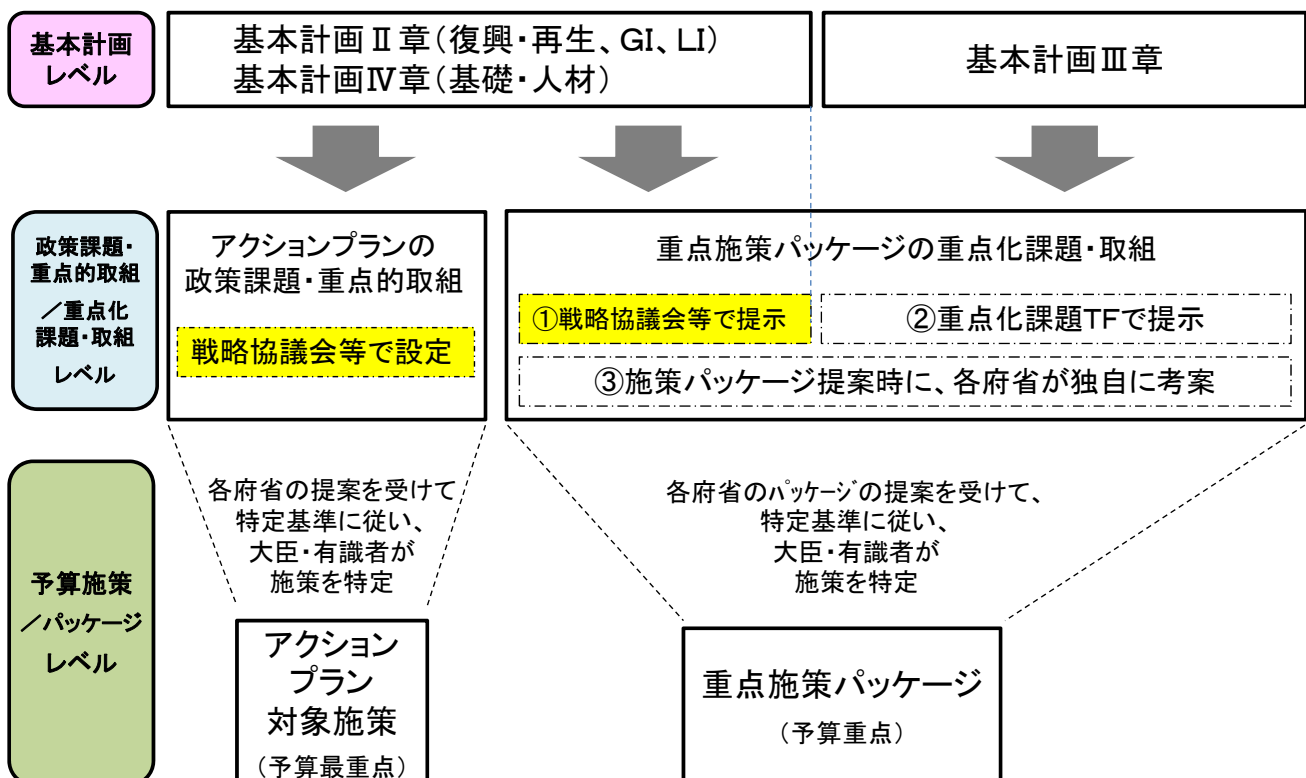 基本計画
レベル
基本計画Ⅱ章(復興・再生、GI、LI)
基本計画Ⅳ章(基礎・人材)
基本計画Ⅲ章
政策課題・
重点的取組
／重点化
課題・取組
レベル
アクションプランの
政策課題・重点的取組
戦略協議会等で設定
重点施策パッケージの重点化課題・取組
①戦略協議会等で提示
②重点化課題TFで提示
③施策パッケージ提案時に、各府省が独自に考案
予算施策
／パッケージ
レベル
各府省の提案を受けて
特定基準に従い、
大臣・有識者が
施策を特定
各府省のﾊﾟｯｹｰｼﾞの提案を受けて、
特定基準に従い、
大臣・有識者が
施策を特定
アクション
プラン
対象施策
(予算最重点)
重点施策パッケージ
(予算重点)